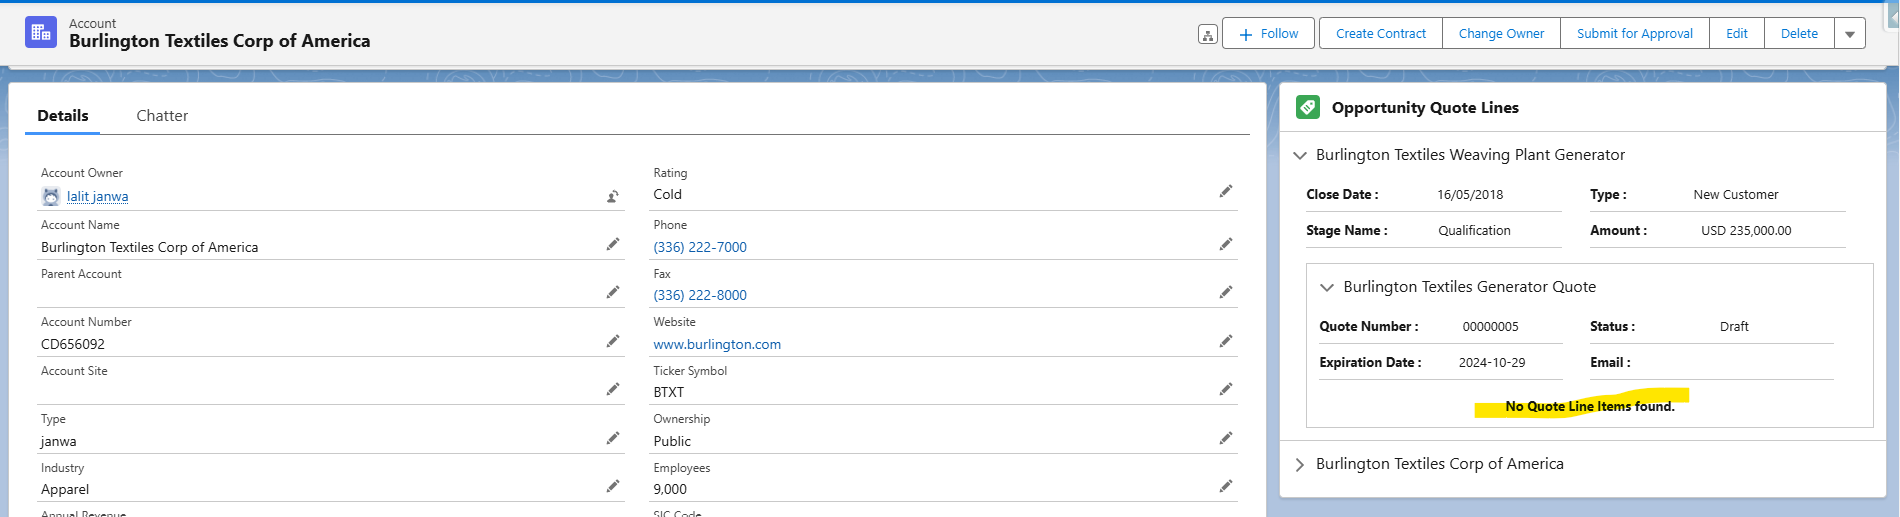 Account
Burlington Textiles Corp of America
Follow
Create Contract
Change Owner
Submit for Approval
Edit
Delete
Details
Chatter
Account Owner
lalit janwa
Account Name
Burlington Textiles Corp of America
Parent Account
Account Number
CD656092
Account Site
Type
janwa
Industry
Apparel
Annual Revenue
Rating
Cold
Phone
(336) 222-7000
Fax
(336) 222-8000
Website
www.burlington.com
Ticker Symbol
BTXT
Ownership
Public
Employees
9,000
SIC Code
Opportunity Quote Lines
Burlington Textiles Weaving Plant Generator
Close Date : 16/05/2018 Type : New Customer
Stage Name : Qualification Amount : USD 235,000.00
Burlington Textiles Generator Quote
Quote Number : 00000005 Status : Draft
Expiration Date : 2024-10-29 Email :
No Quote Line Items found.
Burlington Textiles Corp of America